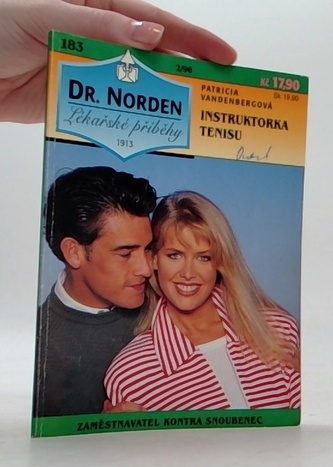 183
2/96
Kč 17,90
Sk 19,90
DR. NORDEN
Lékařské příběhy
1913
PATRICIA
VANDENBERGOVÁ
INSTRUKTORKA
TENISU
ZAMĚSTNAVATEL KONTRA SNOUBENEC